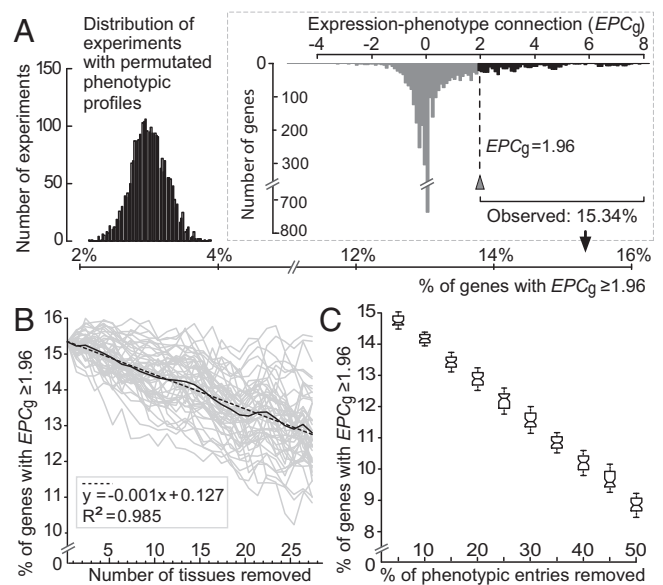 A
Distribution of
experiments
with permutated
phenotypic
profiles
Number of experiments
150
100
50
0
Expression-phenotype connection (EPCg)
-4 -2 0 2 4 6 8
Number of genes
0
100
200
300
700
800
EPCg=1.96
Observed: 15.34%
2% 4% 12% 14% 16%
% of genes with EPCg ≥1.96
B
% of genes with EPCg ≥1.96
16
15
14
13
12
11
10
0
y =-0.001x+0.127
R²=0.985
5 10 15 20 25
Number of tissues removed
C
% of genes with EPCg ≥1.96
15
14
13
12
11
10
9
8
0
10 20 30 40 50
% of phenotypic entries removed